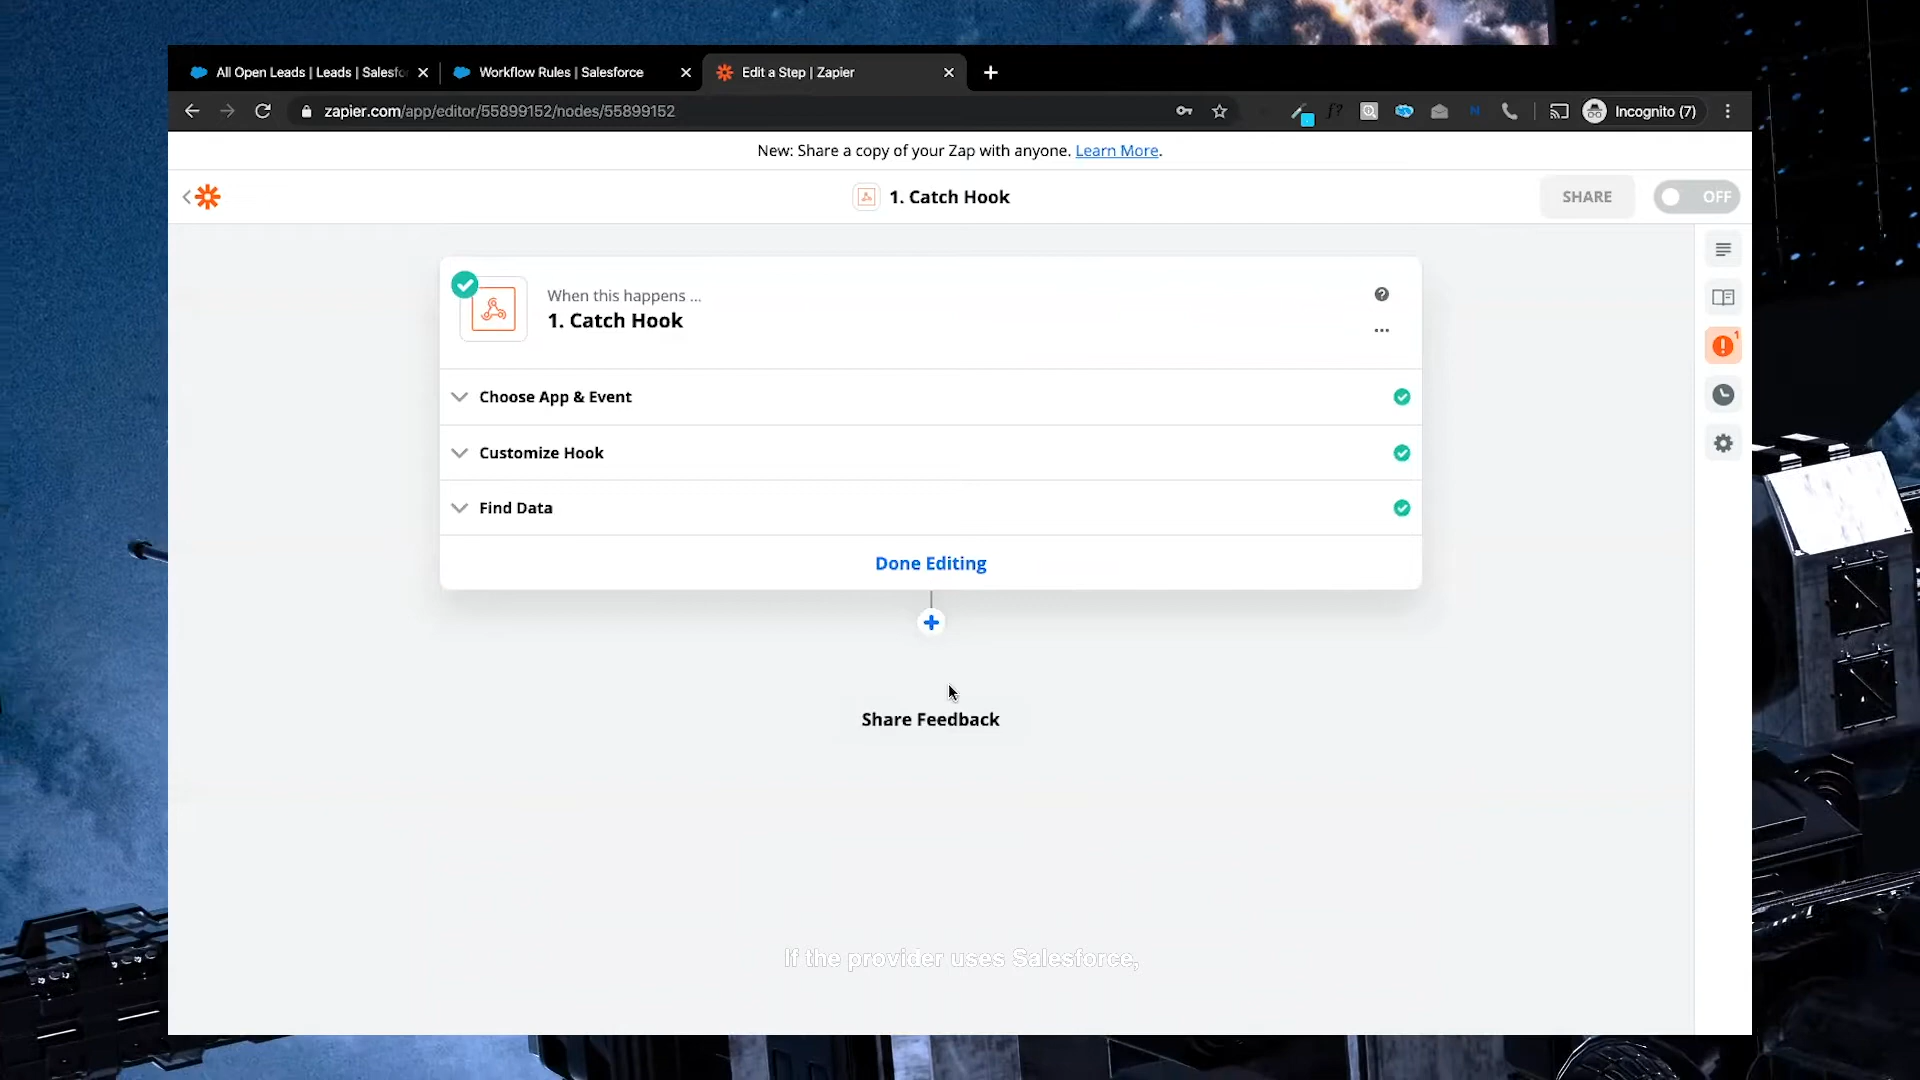 All Open Leads | Leads | Salesfo
Workflow Rules | Salesforce
Edit a Step | Zapier
zapier.com/app/editor/55899152/nodes/55899152
f?
N
Incognito (7)
New: Share a copy of your Zap with anyone. Learn More.
1. Catch Hook
SHARE
OFF
When this happens ...
1. Catch Hook
1
Choose App & Event
Customize Hook
Find Data
Done Editing
Share Feedback
If the provider uses Salesforce,